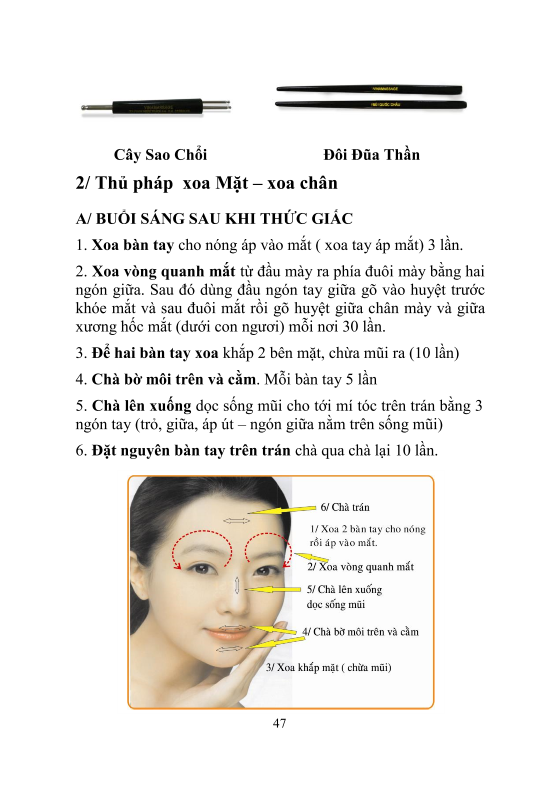 Cây Sao Chổi
Đôi Đũa Thần
2/ Thủ pháp xoa Mặt – xoa chân
A/ BUỔI SÁNG SAU KHI THỨC GIẤC
1. Xoa bàn tay cho nóng áp vào mắt ( xoa tay áp mắt) 3 lần.
2. Xoa vòng quanh mắt từ đầu mày ra phía đuôi mày bằng hai
ngón giữa. Sau đó dùng đầu ngón tay giữa gõ vào huyệt trước
khóe mắt và sau đuôi mắt rồi gõ huyệt giữa chân mày và giữa
xương hốc mắt (dưới con ngươi) mỗi nơi 30 lần.
3. Để hai bàn tay xoa khắp 2 bên mặt, chừa mũi ra (10 lần)
4. Chà bờ môi trên và cằm. Mỗi bàn tay 5 lần
5. Chà lên xuống dọc sống mũi cho tới mí tóc trên trán bằng 3
ngón tay (trỏ, giữa, áp út – ngón giữa nằm trên sống mũi)
6. Đặt nguyên bàn tay trên trán chà qua chà lại 10 lần.
6/ Chà trán
1/ Xoa 2 bàn tay cho nóng
rồi áp vào mắt.
2/ Xoa vòng quanh mắt
5/ Chà lên xuống
dọc sống mũi
4/ Chà bờ môi trên và cằm
3/ Xoa khắp mặt ( chừa mũi)
47